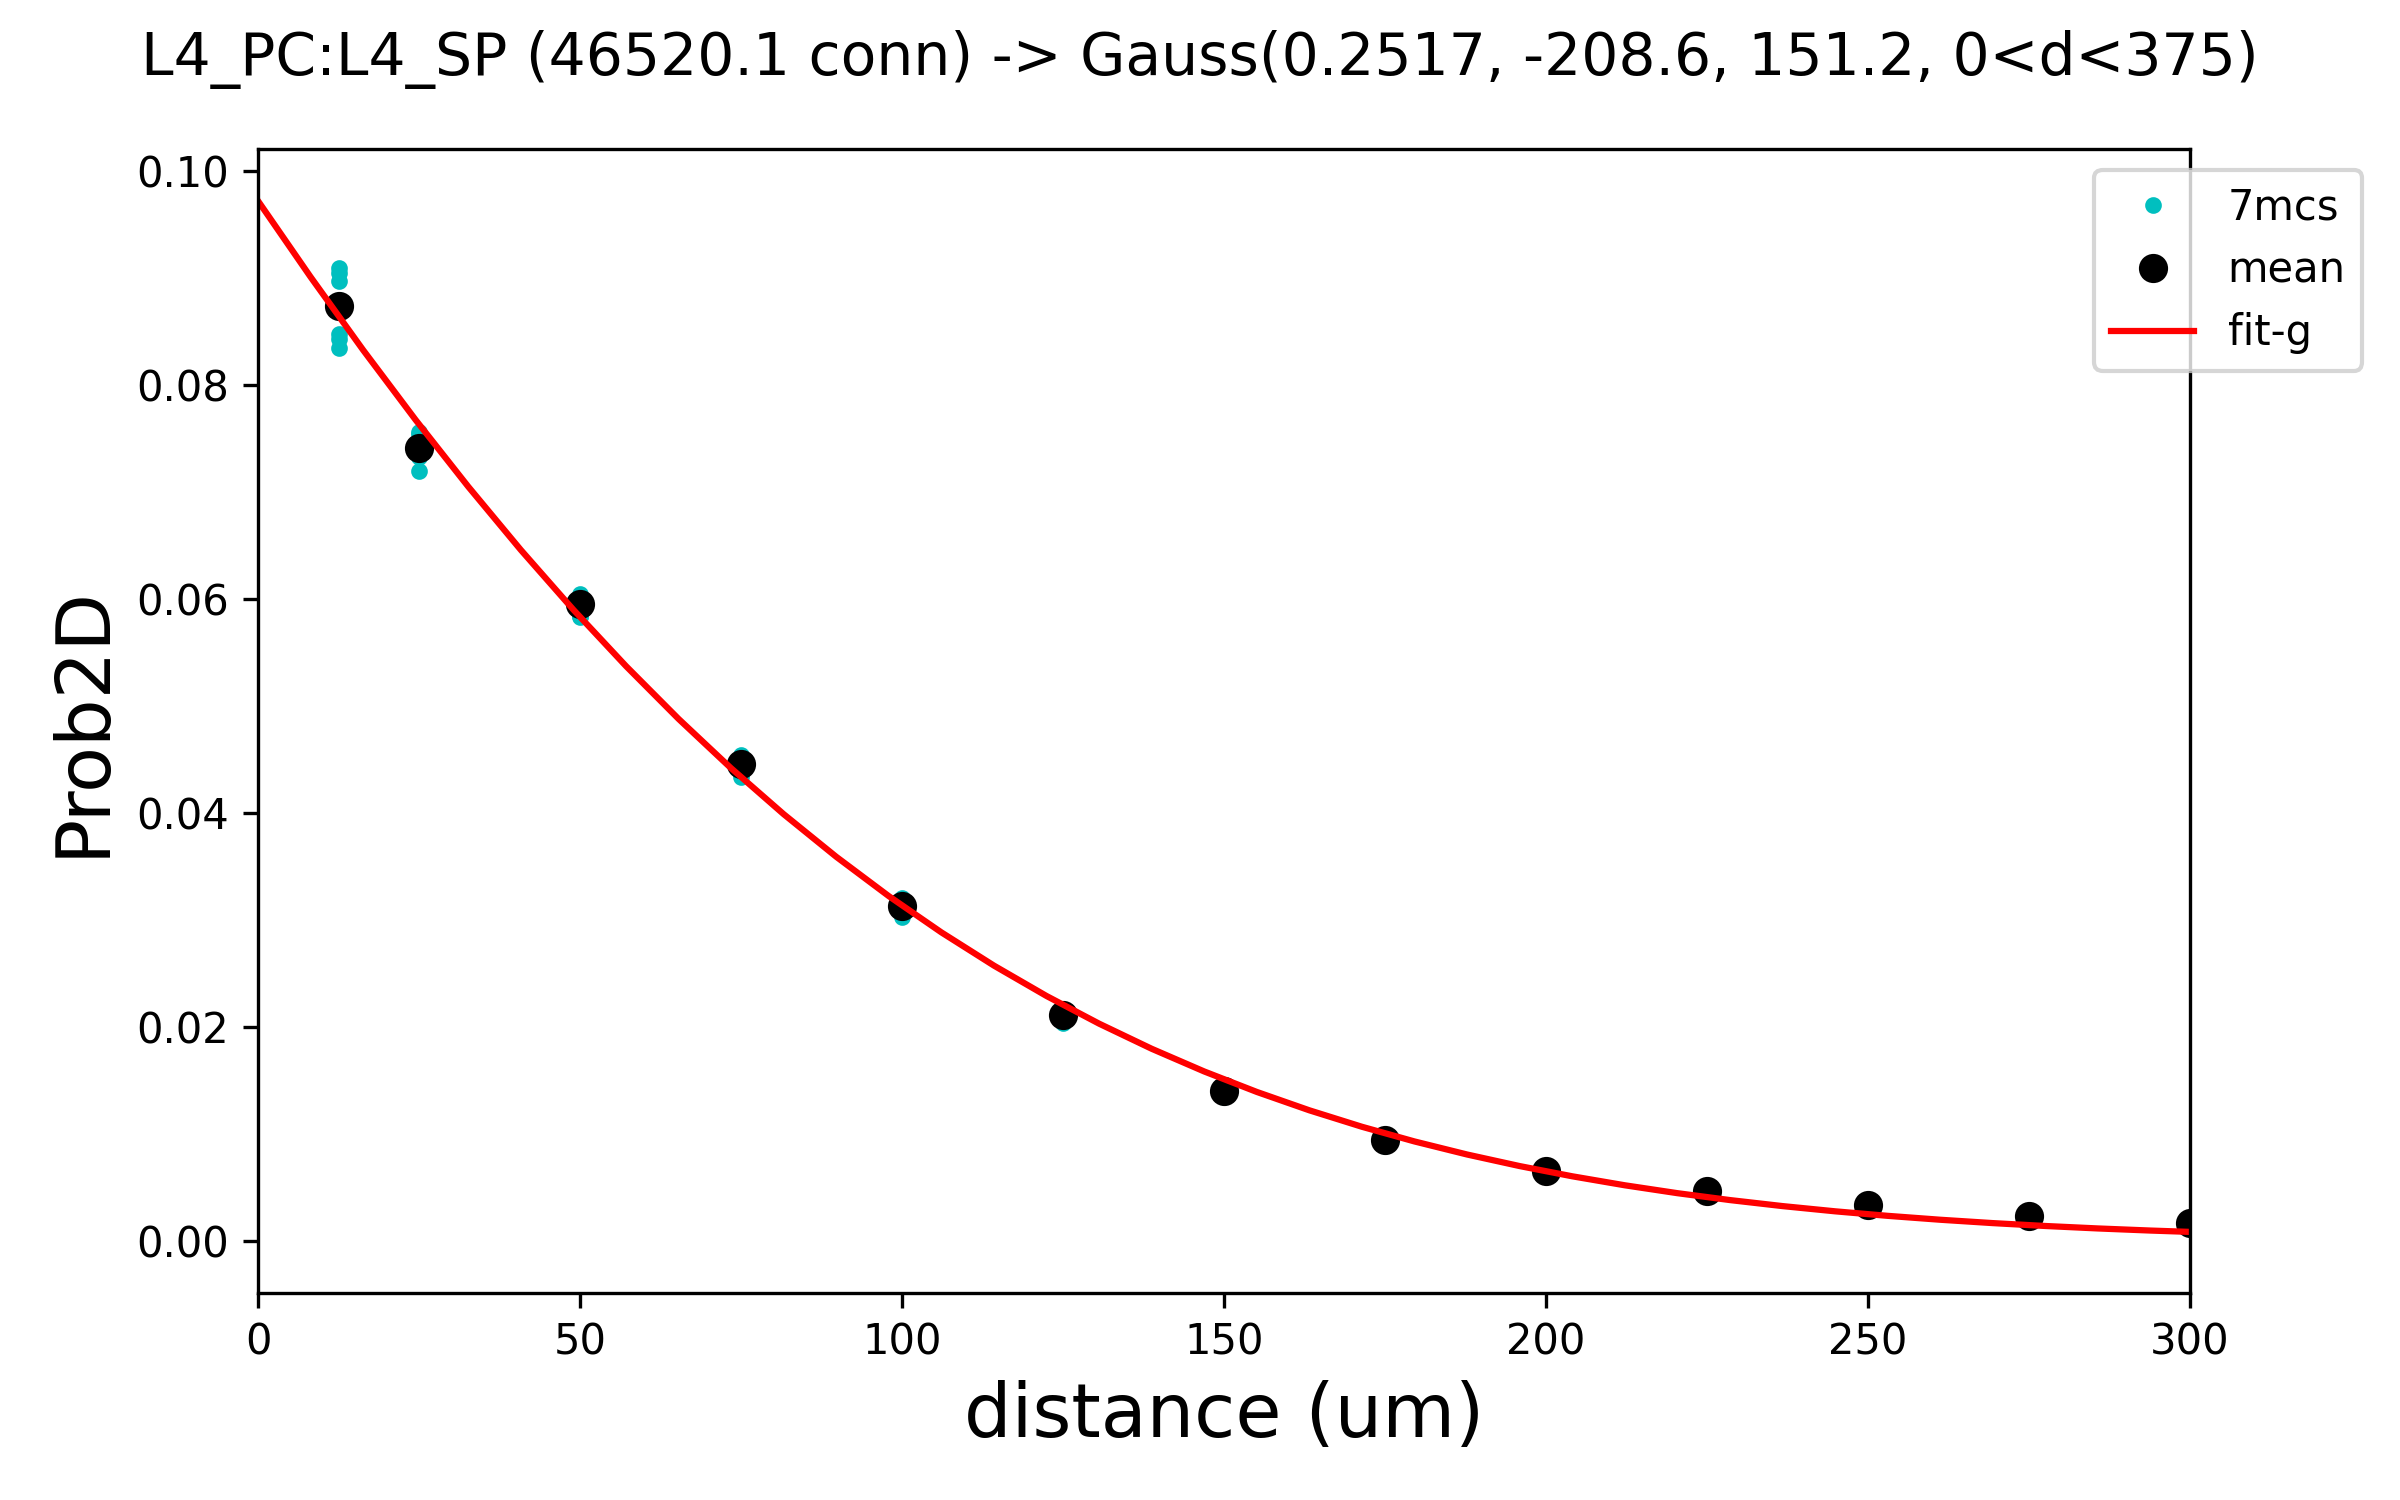 L4_PC:L4_SP (46520.1 conn) -> Gauss(0.2517, -208.6, 151.2, 0<d<375)
7mcs
mean
fit-g
Prob2D
0.10
0.08
0.06
0.04
0.02
0.00
0 50 100 150 200 250 300
distance (um)